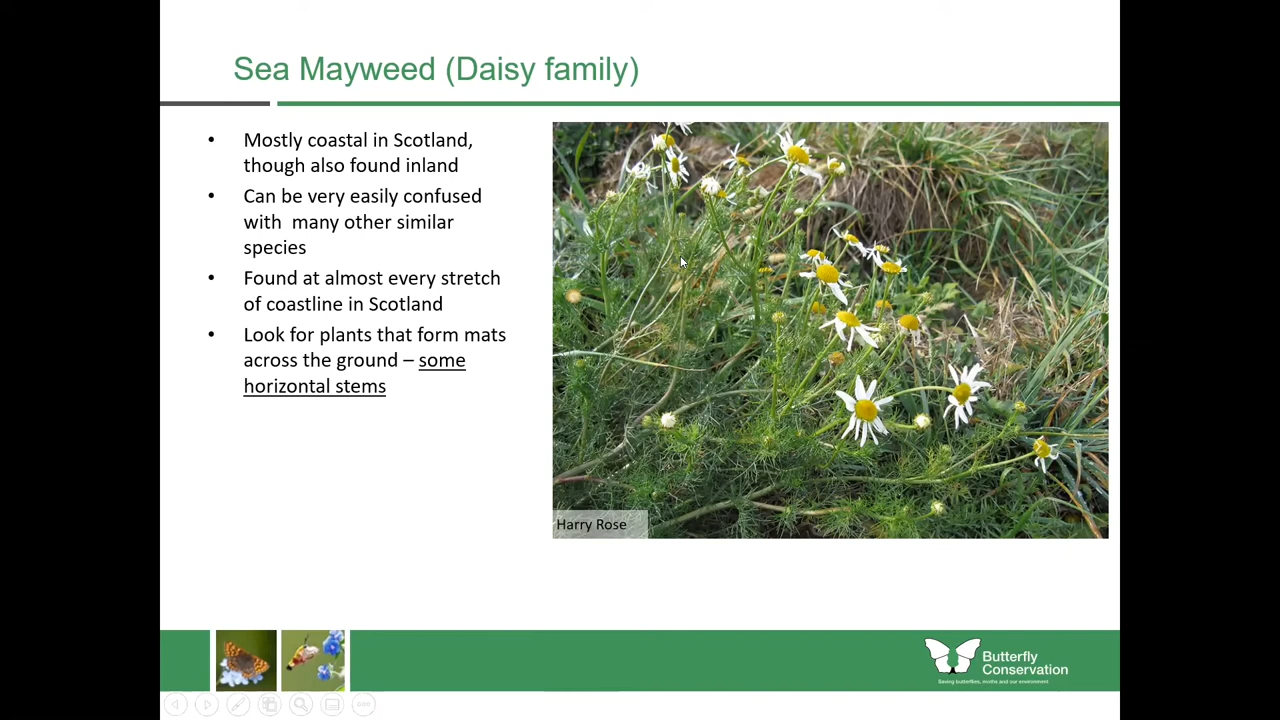 Sea Mayweed (Daisy family)
• Mostly coastal in Scotland,
though also found inland
• Can be very easily confused
with  many other similar
species
• Found at almost every stretch
of coastline in Scotland
• Look for plants that form mats
across the ground – some
horizontal stems
Harry Rose
Butterfly
Conservation
Saving butterflies, moths and our environment